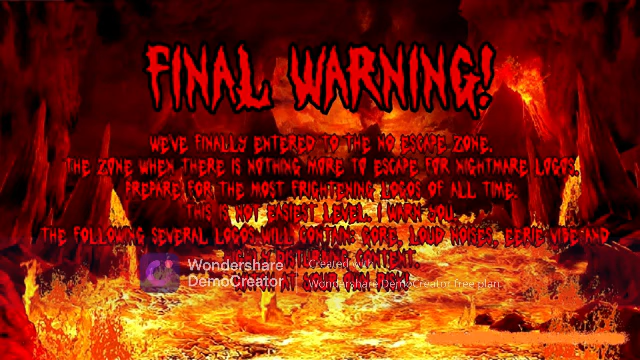 FINAL WARNING!
WE'VE FINALLY ENTERED TO THE NO ESCAPE ZONE.
THE ZONE WHEN THERE IS NOTHING MORE TO ESCAPE FOR NIGHTMARE LOGOS.
PREPARE FOR THE MOST FRIGHTENING LOGOS OF ALL TIME.
THIS IS NOT EASIEST LEVEL. I WARN YOU.
THE FOLLOWING SEVERAL LOGOS WILL CONTAINS GORE, LOUD NOISES, EERIE VIBE AND
CONTENT.
Wondershare
DemoCreator
Created with
Wondershare DemoCreator free plan.